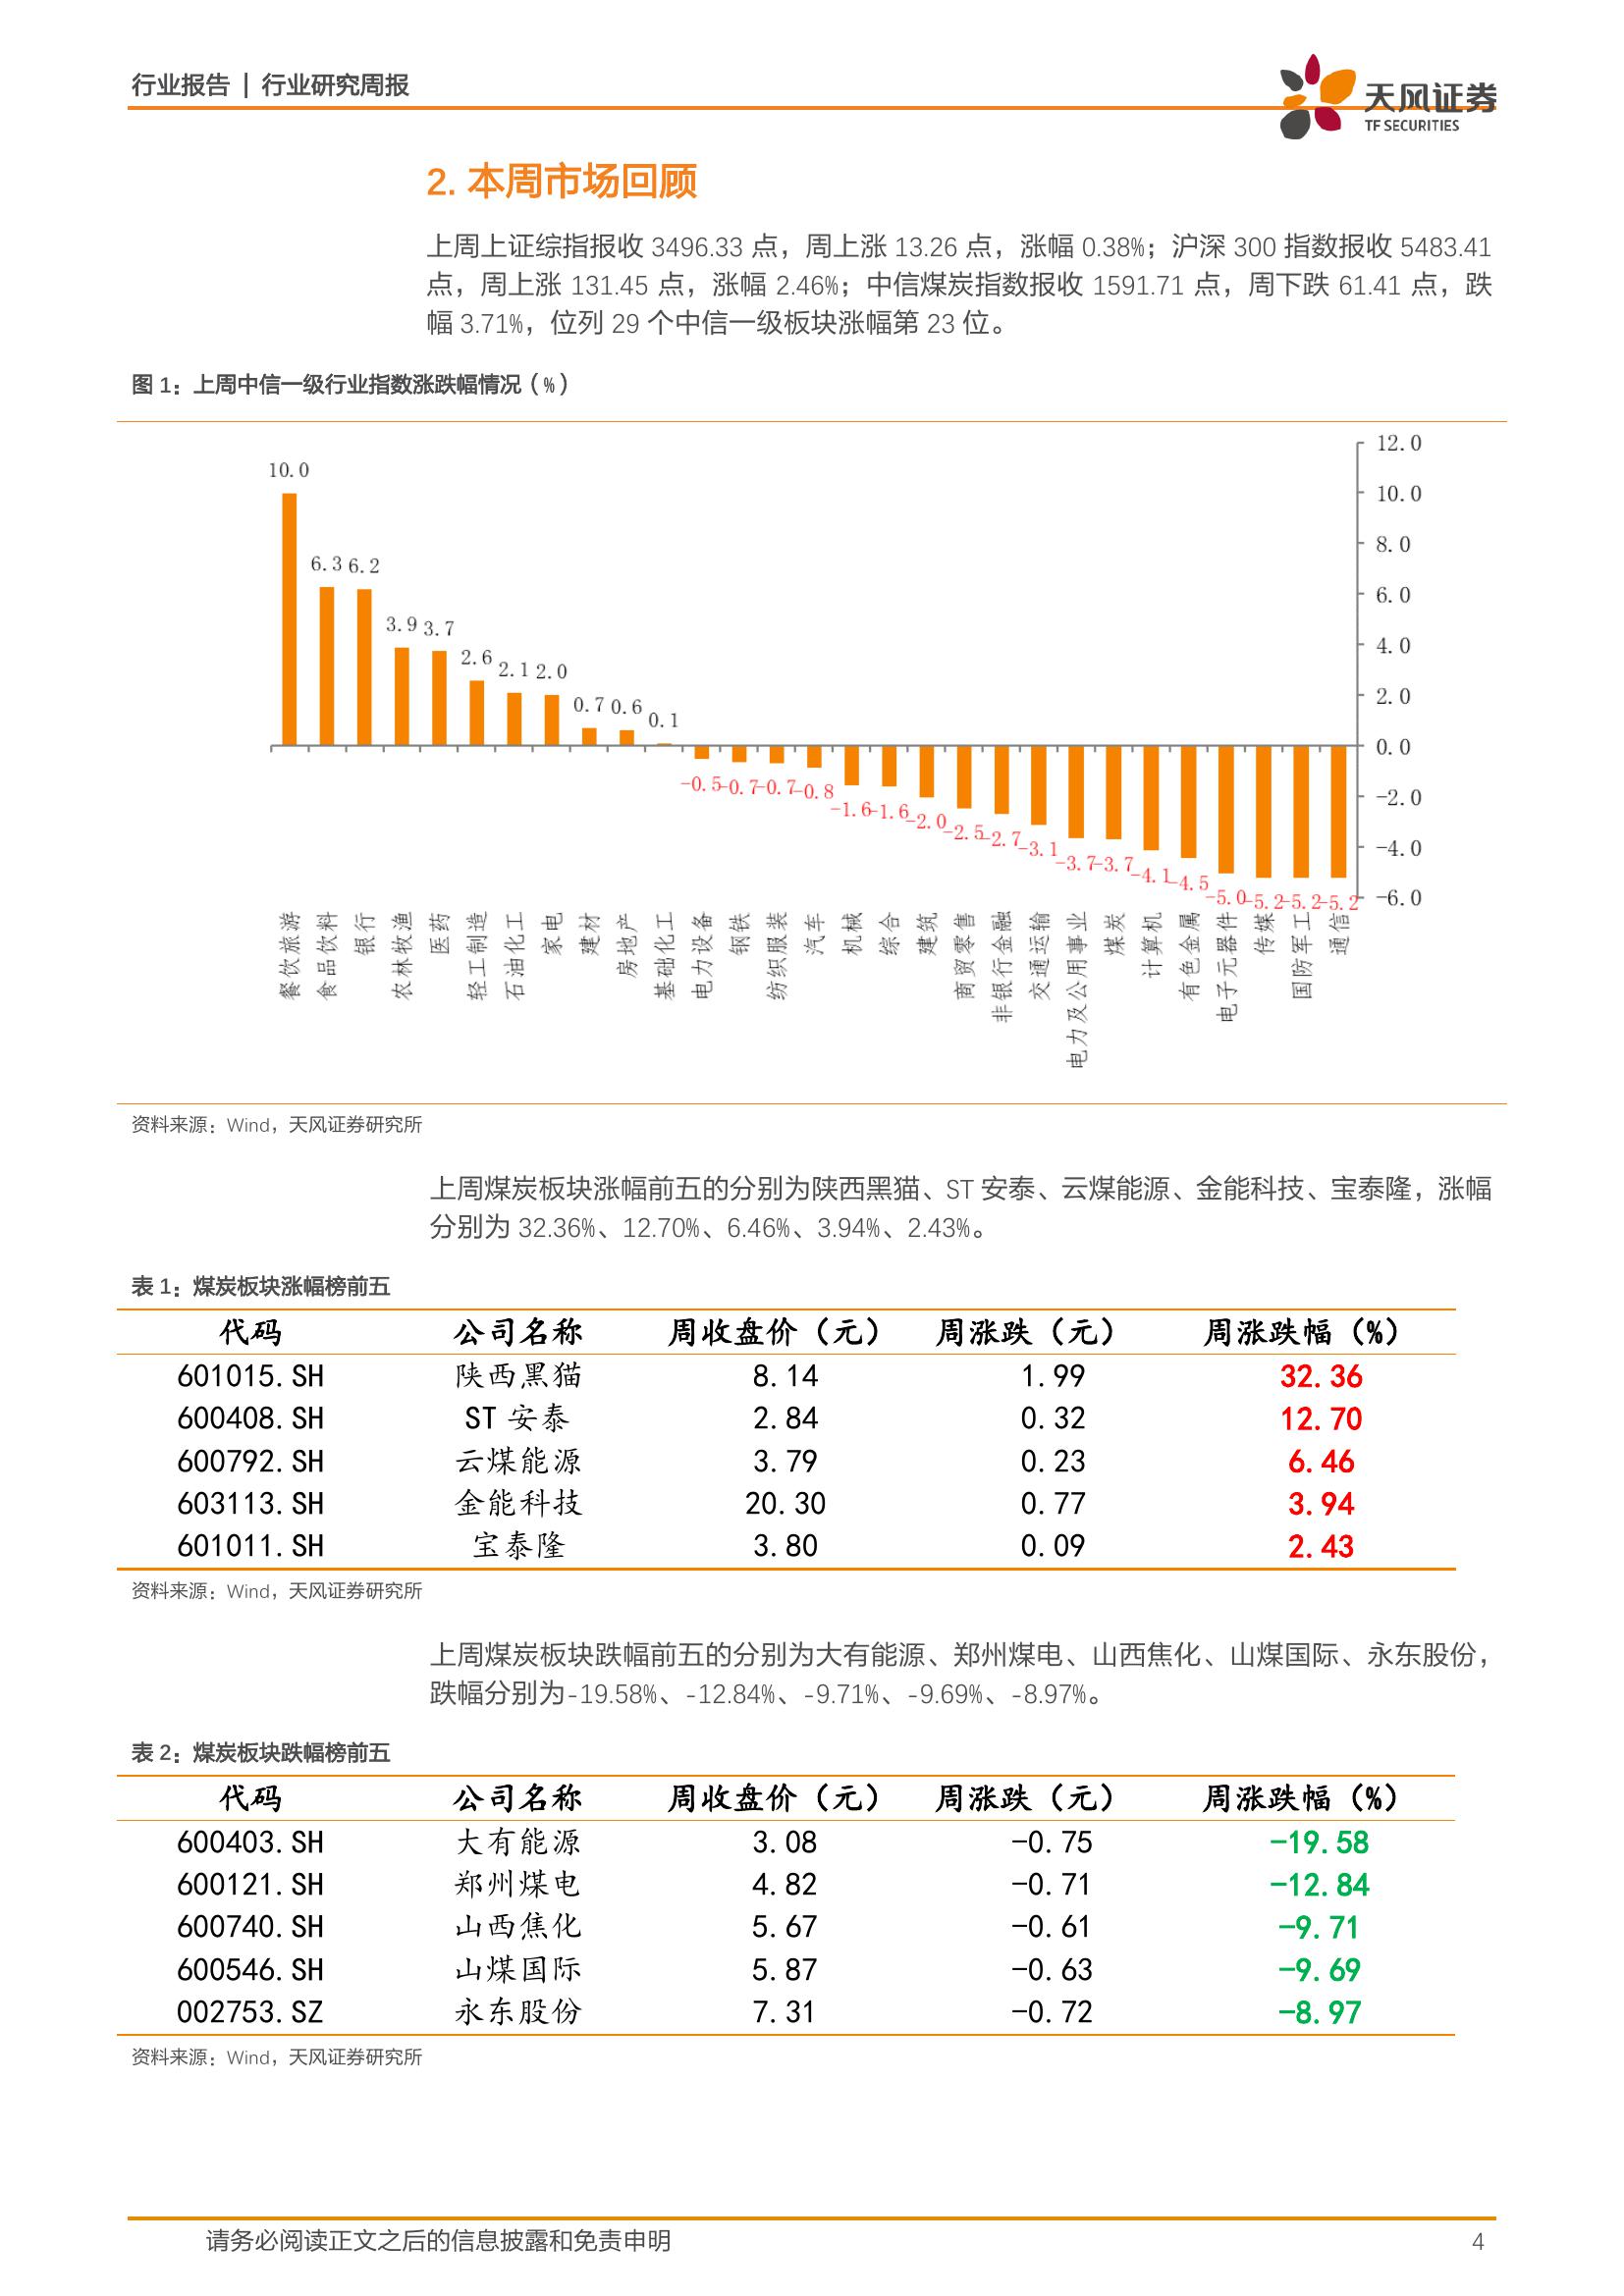 行业报告 | 行业研究周报
天风证券
TF SECURITIES
2. 本周市场回顾
上周上证综指报收 3496.33 点，周上涨 13.26 点，涨幅 0.38%；沪深 300 指数报收 5483.41
点，周上涨 131.45 点，涨幅 2.46%；中信煤炭指数报收 1591.71 点，周下跌 61.41 点，跌
幅 3.71%，位列 29 个中信一级板块涨幅第 23 位。
图 1：上周中信一级行业指数涨跌幅情况（%）
12.0
10.0
8.0
6.0
4.0
2.0
0.0
-2.0
-4.0
-6.0
10.0 6.3 6.2 3.9 3.7 2.6 2.1 2.0 0.7 0.6 0.1 -0.5 -0.7 -0.7 -0.8 -1.6 -1.6 -2.0 -2.5 -2.7 -3.1 -3.7 -3.7 -4.1 -4.5 -5.0 -5.2 -5.2 -5.2
餐饮旅游
食品饮料
银行
农林牧渔
医药
轻工制造
石油化工
家电
建材
房地产
基础化工
电力设备
钢铁
纺织服装
汽车
机械
综合
建筑
商贸零售
非银行金融
交通运输
电力及公用事业
煤炭
计算机
有色金属
电子元器件
传媒
国防军工
通信
资料来源：Wind，天风证券研究所
上周煤炭板块涨幅前五的分别为陕西黑猫、ST 安泰、云煤能源、金能科技、宝泰隆，涨幅
分别为 32.36%、12.70%、6.46%、3.94%、2.43%。
表 1：煤炭板块涨幅榜前五
代码 公司名称 周收盘价（元） 周涨跌（元） 周涨跌幅（%）
601015.SH 陕西黑猫 8.14 1.99 32.36
600408.SH ST 安泰 2.84 0.32 12.70
600792.SH 云煤能源 3.79 0.23 6.46
603113.SH 金能科技 20.30 0.77 3.94
601011.SH 宝泰隆 3.80 0.09 2.43
资料来源：Wind，天风证券研究所
上周煤炭板块跌幅前五的分别为大有能源、郑州煤电、山西焦化、山煤国际、永东股份，
跌幅分别为-19.58%、-12.84%、-9.71%、-9.69%、-8.97%。
表 2：煤炭板块跌幅榜前五
代码 公司名称 周收盘价（元） 周涨跌（元） 周涨跌幅（%）
600403.SH 大有能源 3.08 -0.75 -19.58
600121.SH 郑州煤电 4.82 -0.71 -12.84
600740.SH 山西焦化 5.67 -0.61 -9.71
600546.SH 山煤国际 5.87 -0.63 -9.69
002753.SZ 永东股份 7.31 -0.72 -8.97
资料来源：Wind，天风证券研究所
请务必阅读正文之后的信息披露和免责申明 4